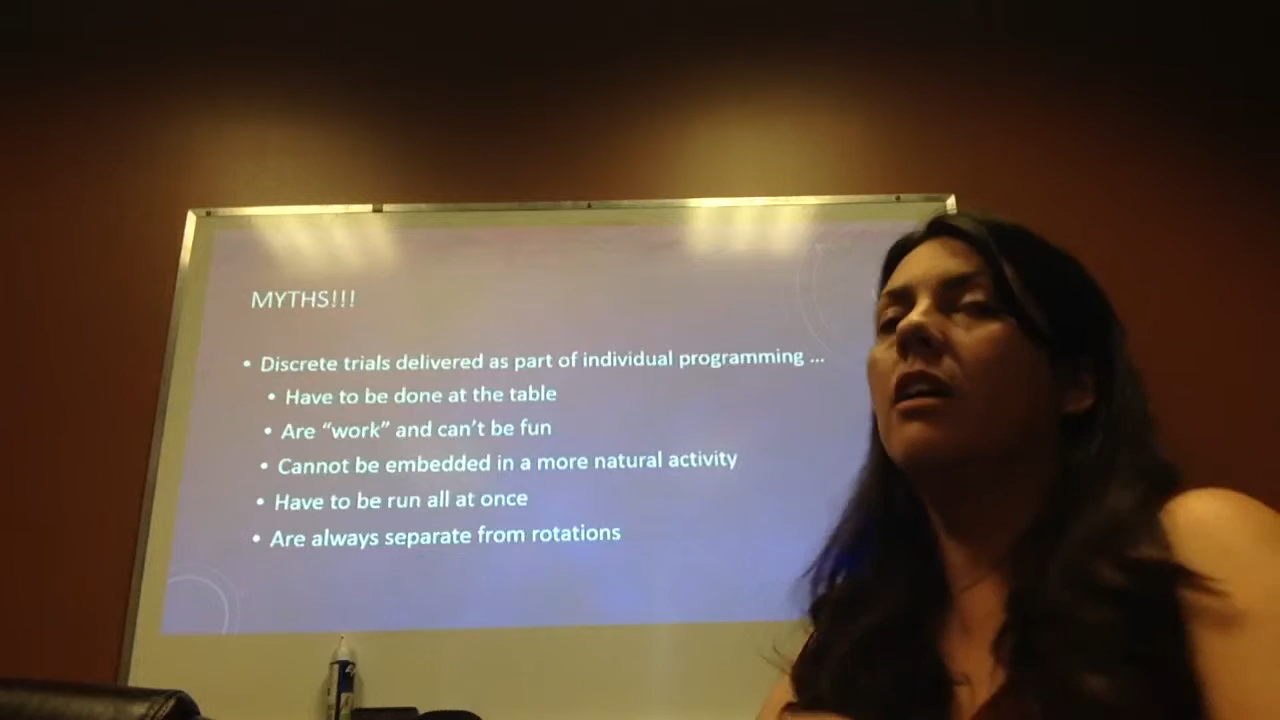 MYTHS!!!
• Discrete trials delivered as part of individual programming ...
• Have to be done at the table
• Are “work” and can’t be fun
• Cannot be embedded in a more natural activity
• Have to be run all at once
• Are always separate from rotations